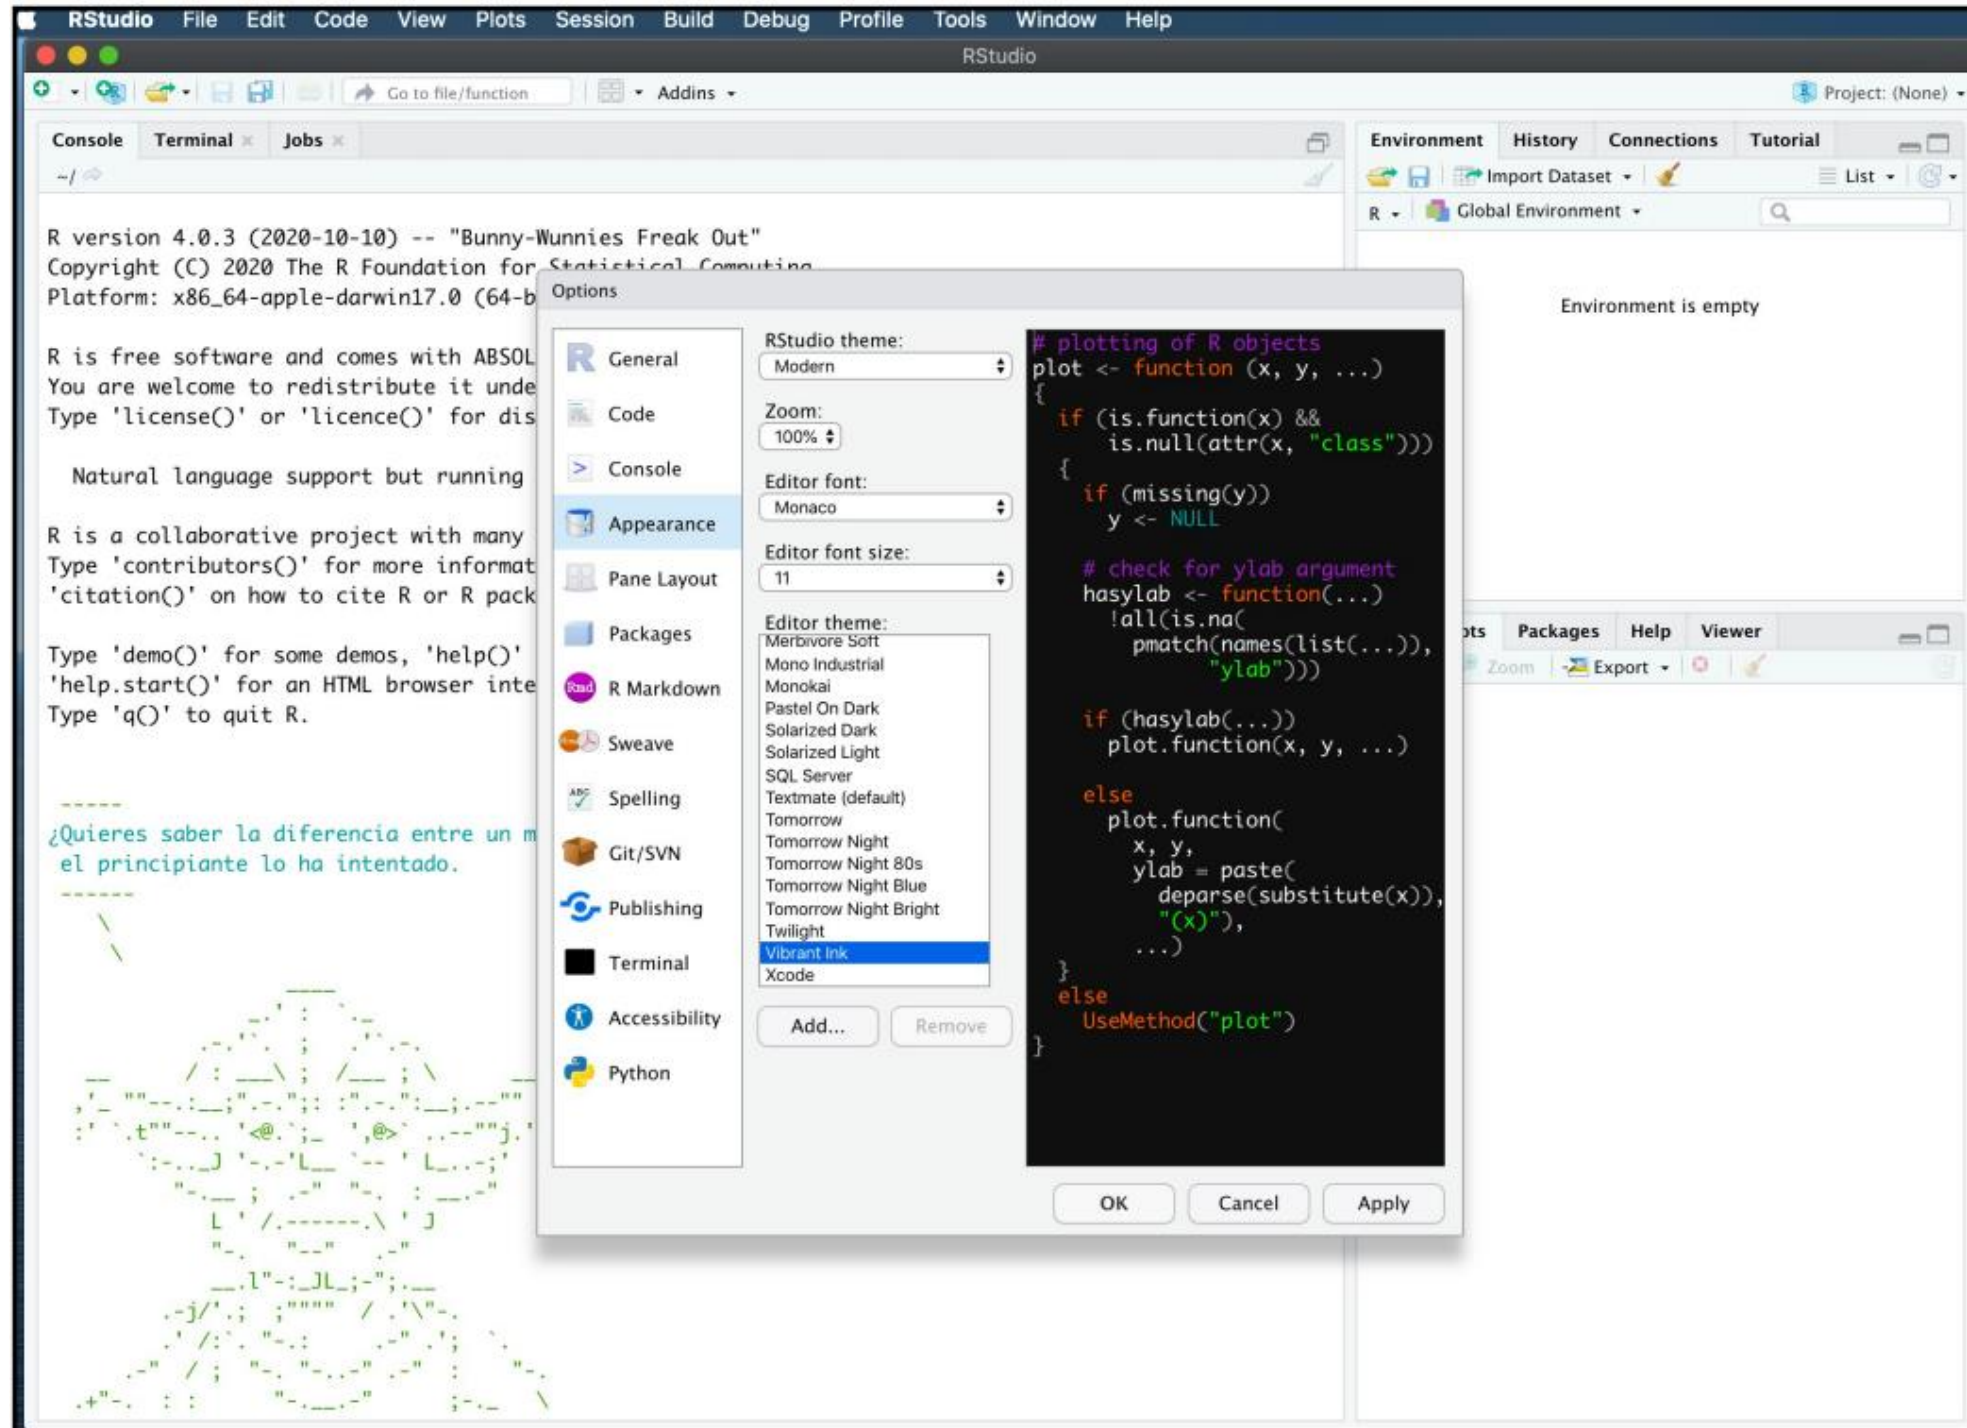 RStudio File Edit Code View Plots Session Build Debug Profile Tools Window Help
RStudio
Go to file/function Addins Project: (None)
Console Terminal Jobs
~/
R version 4.0.3 (2020-10-10) -- "Bunny-Wunnies Freak Out"
Copyright (C) 2020 The R Foundation for Statistical Computing
Platform: x86_64-apple-darwin17.0 (64-b
R is free software and comes with ABSOL
You are welcome to redistribute it unde
Type 'license()' or 'licence()' for dis
Natural language support but running
R is a collaborative project with many
Type 'contributors()' for more informat
'citation()' on how to cite R or R pack
Type 'demo()' for some demos, 'help()'
'help.start()' for an HTML browser inte
Type 'q()' to quit R.
¿Quieres saber la diferencia entre un m
el principiante lo ha intentado.
Options
General
Code
Console
Appearance
Pane Layout
Packages
R Markdown
Sweave
Spelling
Git/SVN
Publishing
Terminal
Accessibility
Python
RStudio theme:
Modern
Zoom:
100%
Editor font:
Monaco
Editor font size:
11
Editor theme:
Merbivore Soft
Mono Industrial
Monokai
Pastel On Dark
Solarized Dark
Solarized Light
SQL Server
Textmate (default)
Tomorrow
Tomorrow Night
Tomorrow Night 80s
Tomorrow Night Blue
Tomorrow Night Bright
Twilight
Vibrant Ink
Xcode
Add... Remove
# plotting of R objects
plot <- function (x, y, ...)
{
if (is.function(x) &&
is.null(attr(x, "class")))
{
if (missing(y))
y <- NULL
# check for ylab argument
hasylab <- function(...)
!all(is.na(
pmatch(names(list(...)),
"ylab")))
if (hasylab(...))
plot.function(x, y, ...)
else
plot.function(
x, y,
ylab = paste(
deparse(substitute(x)),
"(x)"),
...)
}
else
UseMethod("plot")
}
OK Cancel Apply
Environment History Connections Tutorial
Import Dataset List
R Global Environment
Environment is empty
ots Packages Help Viewer
Zoom Export